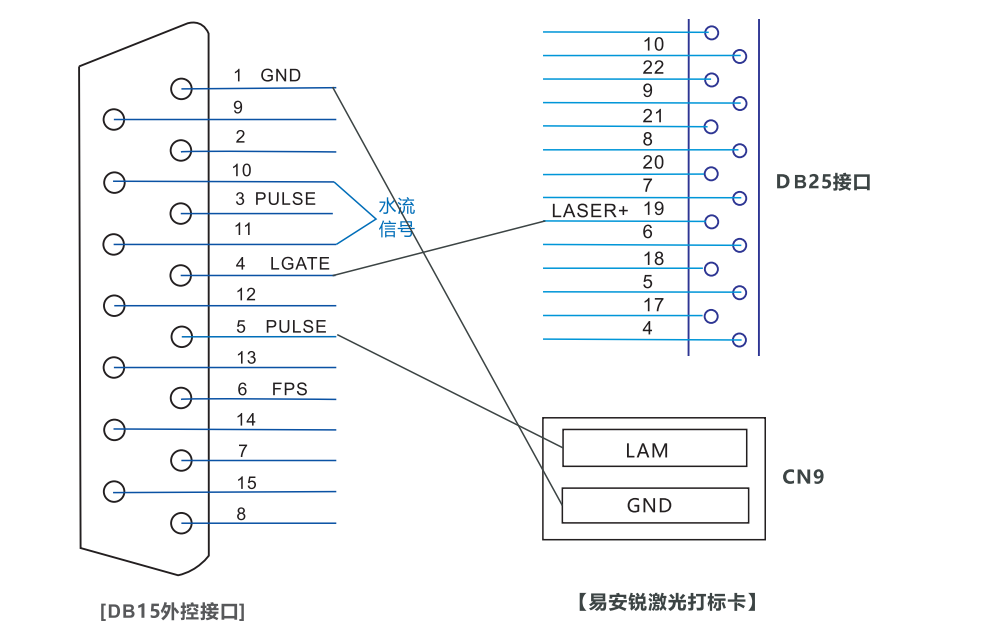 1 GND
9
2
10
3 PULSE
11
4 LGATE
12
5 PULSE
13
6 FPS
14
7
15
8
水流
信号
[DB15外控接口]
10
22
9
21
8
20
7
LASER+ 19
6
18
5
17
4
DB25接口
LAM
GND
CN9
【易安锐激光打标卡】